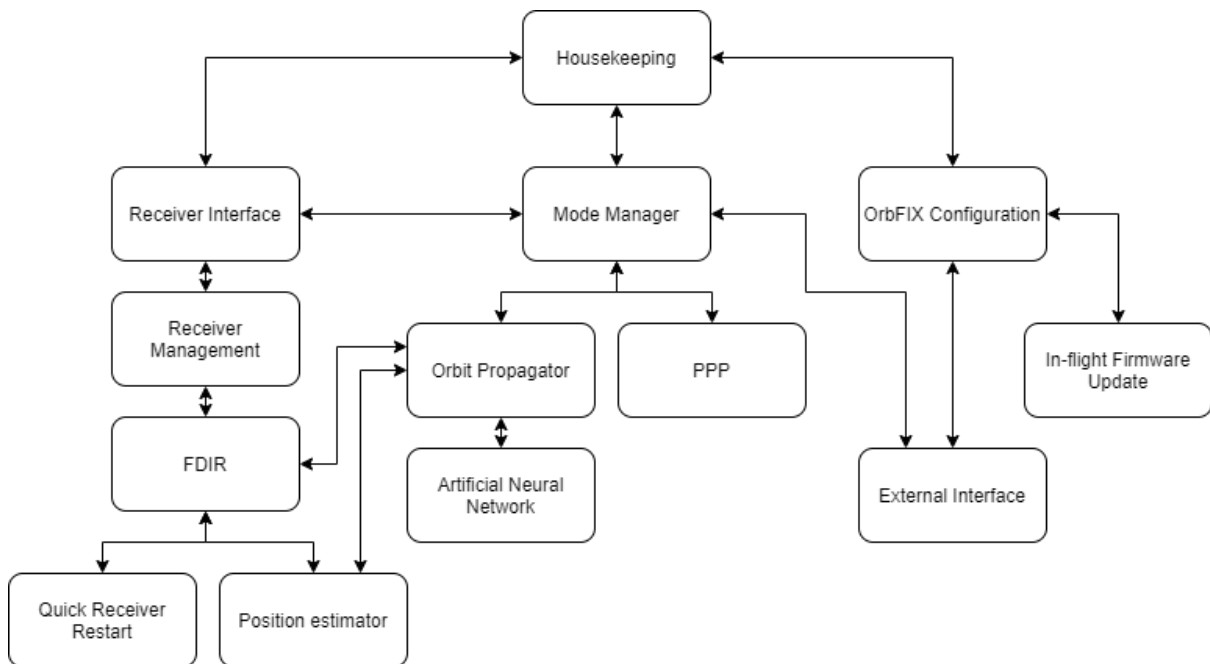 Housekeeping
Receiver Interface
Mode Manager
OrbFIX Configuration
Receiver
Management
Orbit Propagator
PPP
In-flight Firmware
Update
FDIR
Artificial Neural
Network
External Interface
Quick Receiver
Restart
Position estimator